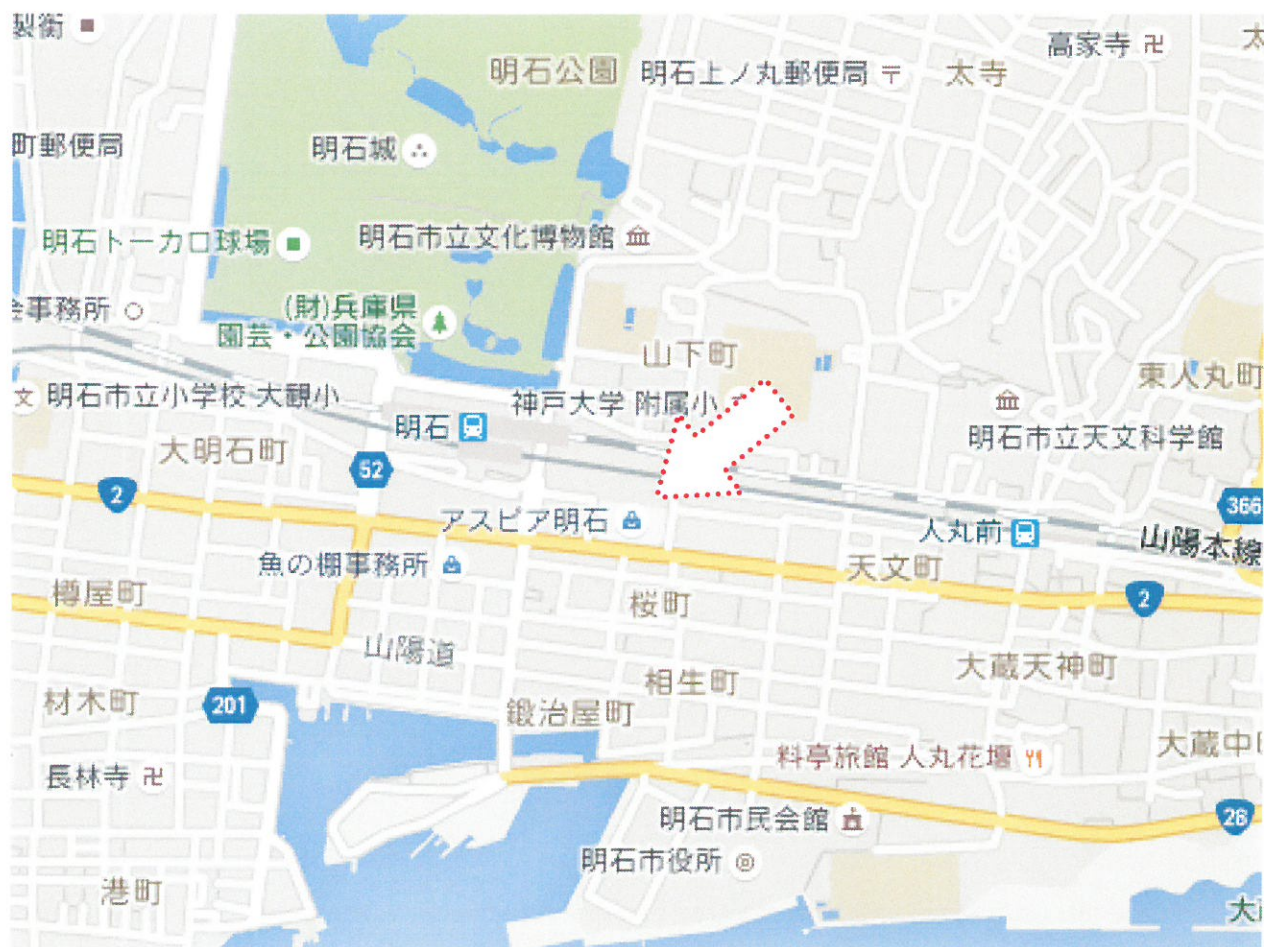 製衡
明石公園
明石上ノ丸郵便局
太寺
高家寺
太
町郵便局
明石城
明石トーカロ球場
明石市立文化博物館
事務所
(財)兵庫県
園芸・公園協会
山下町
東人丸町
文 明石市立小学校 大観小
神戸大学 附属小
明石
明石市立天文科学館
大明石町
52
2
366
アスピア明石
人丸前
山陽本線
魚の棚事務所
天文町
樽屋町
桜町
2
山陽道
大蔵天神町
相生町
材木町
201
鍛治屋町
大蔵中
料亭旅館 人丸花壇
長林寺
明石市民会館
28
明石市役所
港町
大